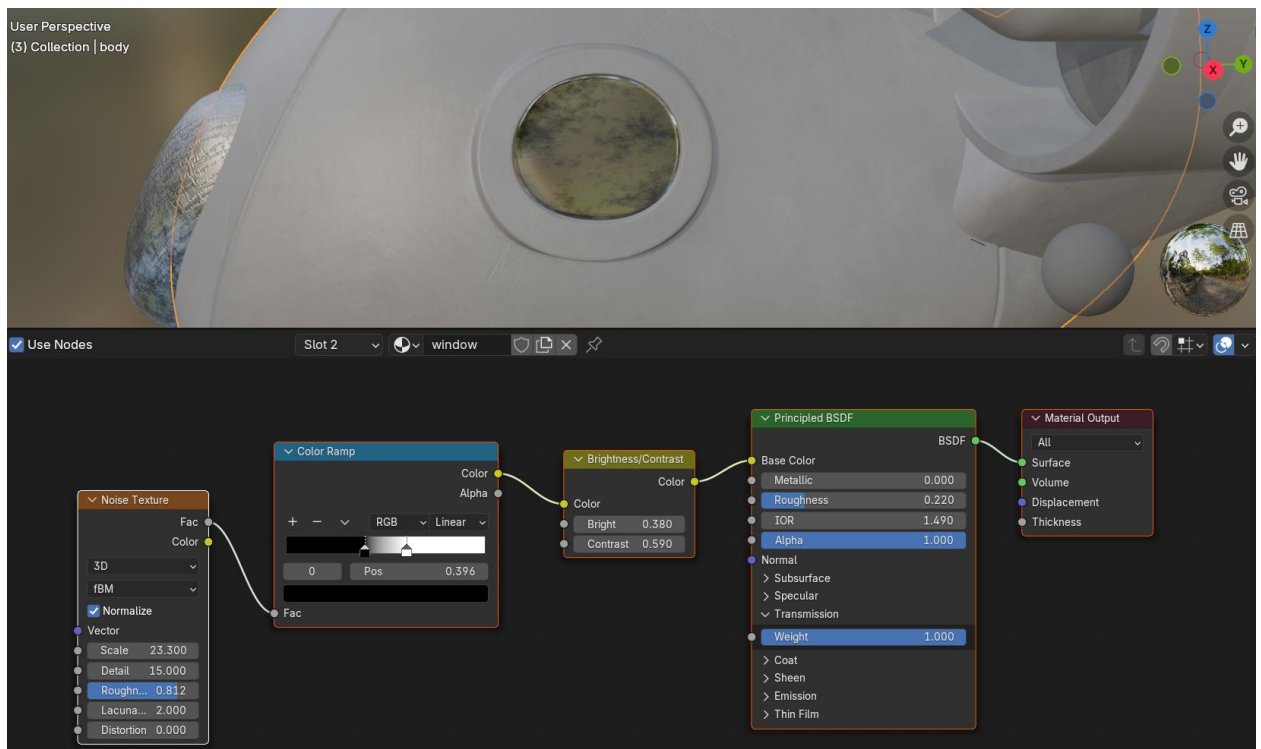 User Perspective
(3) Collection | body
Z
X
Y
Use Nodes
Slot 2
window
Noise Texture
Fac
Color
3D
fBM
Normalize
Vector
Scale 23.300
Detail 15.000
Roughn... 0.812
Lacuna... 2.000
Distortion 0.000
Color Ramp
Color
Alpha
RGB Linear
0 Pos 0.396
Fac
Brightness/Contrast
Color
Color
Bright 0.380
Contrast 0.590
Principled BSDF
BSDF
Base Color
Metallic 0.000
Roughness 0.220
IOR 1.490
Alpha 1.000
Normal
Subsurface
Specular
Transmission
Weight 1.000
Coat
Sheen
Emission
Thin Film
Material Output
All
Surface
Volume
Displacement
Thickness